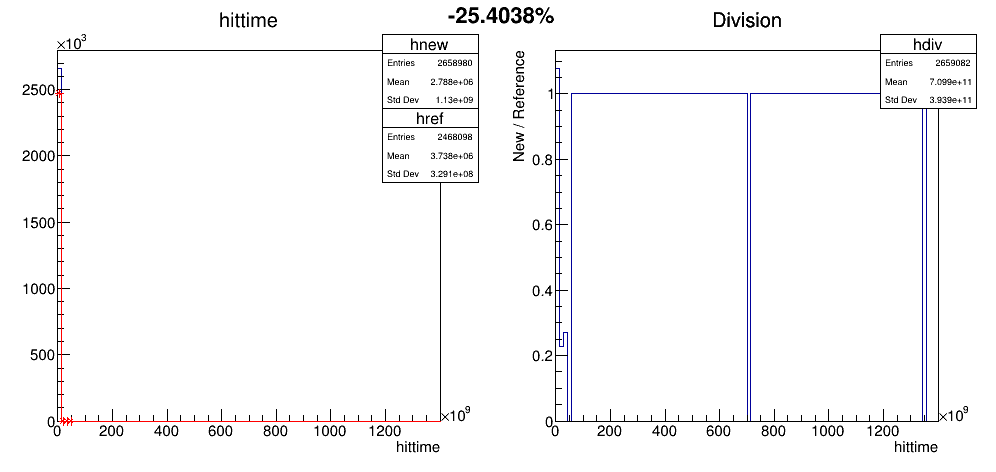 -25.4038%
hittime
×10³
hnew
Entries 2658980
Mean 2.788e+06
Std Dev 1.13e+09
href
Entries 2468098
Mean 3.738e+06
Std Dev 3.291e+08
2500
2000
1500
1000
500
0
0 200 400 600 800 1000 1200
×10⁹
hittime
Division
hdiv
Entries 2659082
Mean 7.099e+11
Std Dev 3.939e+11
New / Reference
1
0.8
0.6
0.4
0.2
0
0 200 400 600 800 1000 1200
×10⁹
hittime